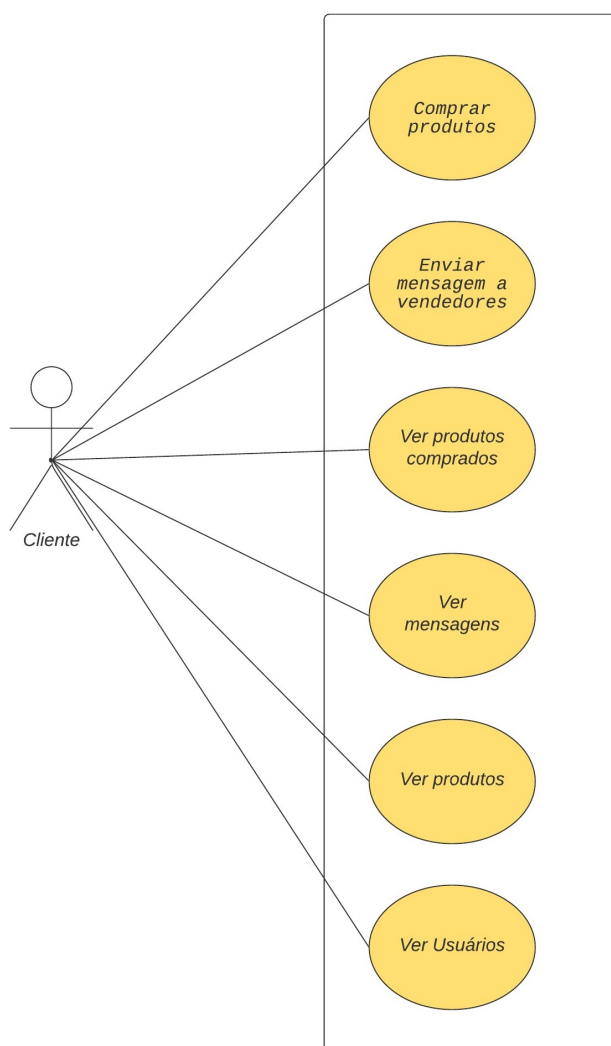 Comprar
produtos
Enviar
mensagem a
vendedores
Ver produtos
comprados
Cliente
Ver
mensagens
Ver produtos
Ver Usuários